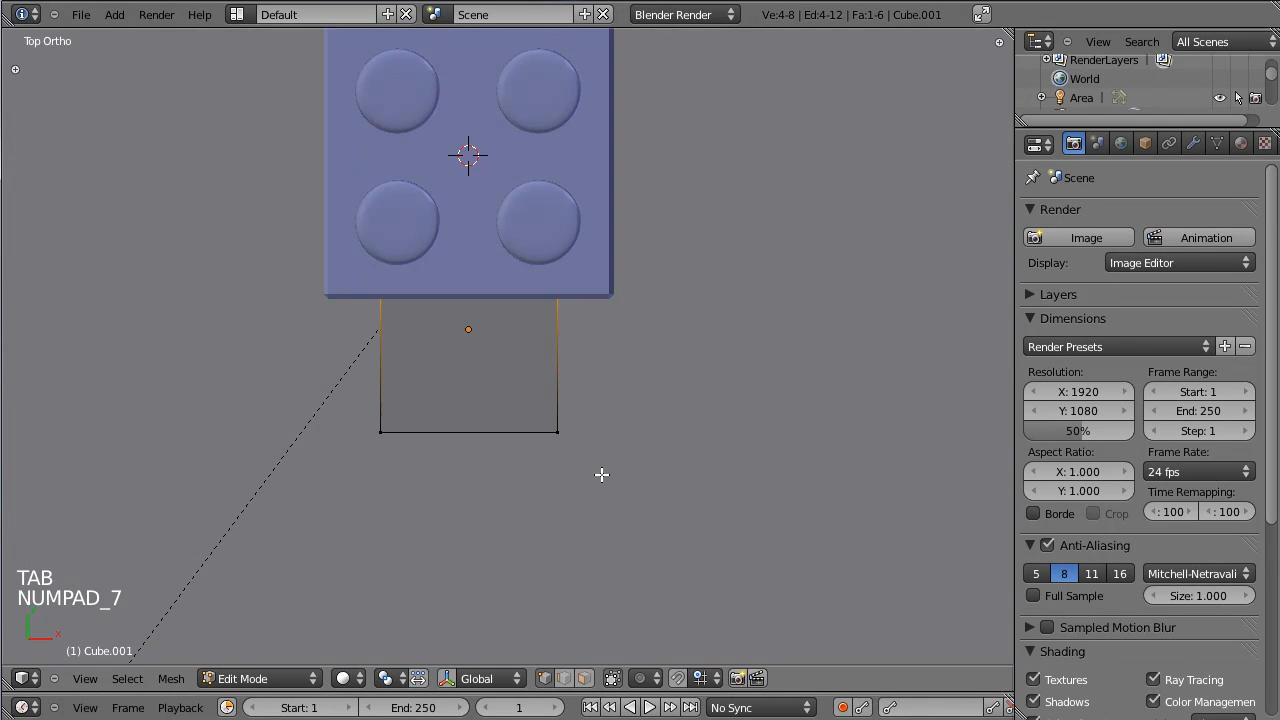 File Add Render Help Default Scene Blender Render Ve:4-8 | Ed:4-12 | Fa:1-6 | Cube.001
Top Ortho
View Search All Scenes
RenderLayers |
World
Area |
Scene
Render
Image Animation
Display: Image Editor
Layers
Dimensions
Render Presets
Resolution: Frame Range:
X: 1920 Start: 1
Y: 1080 End: 250
50% Step: 1
Aspect Ratio: Frame Rate:
X: 1.000 24 fps
Y: 1.000 Time Remapping:
Borde Crop : 100 : 100
Anti-Aliasing
5 8 11 16 Mitchell-Netravali
Full Sample Size: 1.000
Sampled Motion Blur
Shading
Textures Ray Tracing
Shadows Color Managemen
TAB
NUMPAD_7
x
(1) Cube.001
View Select Mesh Edit Mode Global
View Frame Playback Start: 1 End: 250 1 No Sync